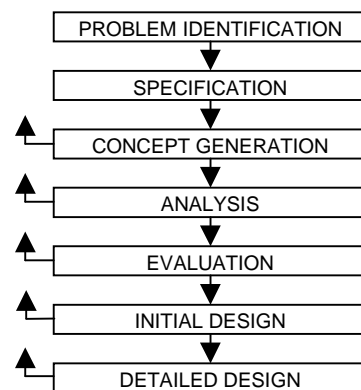 PROBLEM IDENTIFICATION
SPECIFICATION
CONCEPT GENERATION
ANALYSIS
EVALUATION
INITIAL DESIGN
DETAILED DESIGN